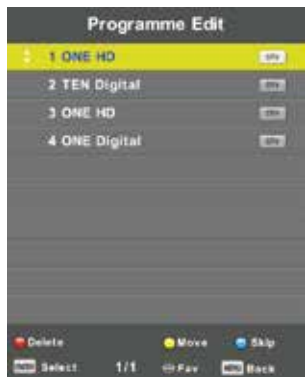 Programme Edit
1 ONE HD
2 TEN Digital
3 ONE HD
4 ONE Digital
Delete Move Skip
Select 1/1 Fav Back